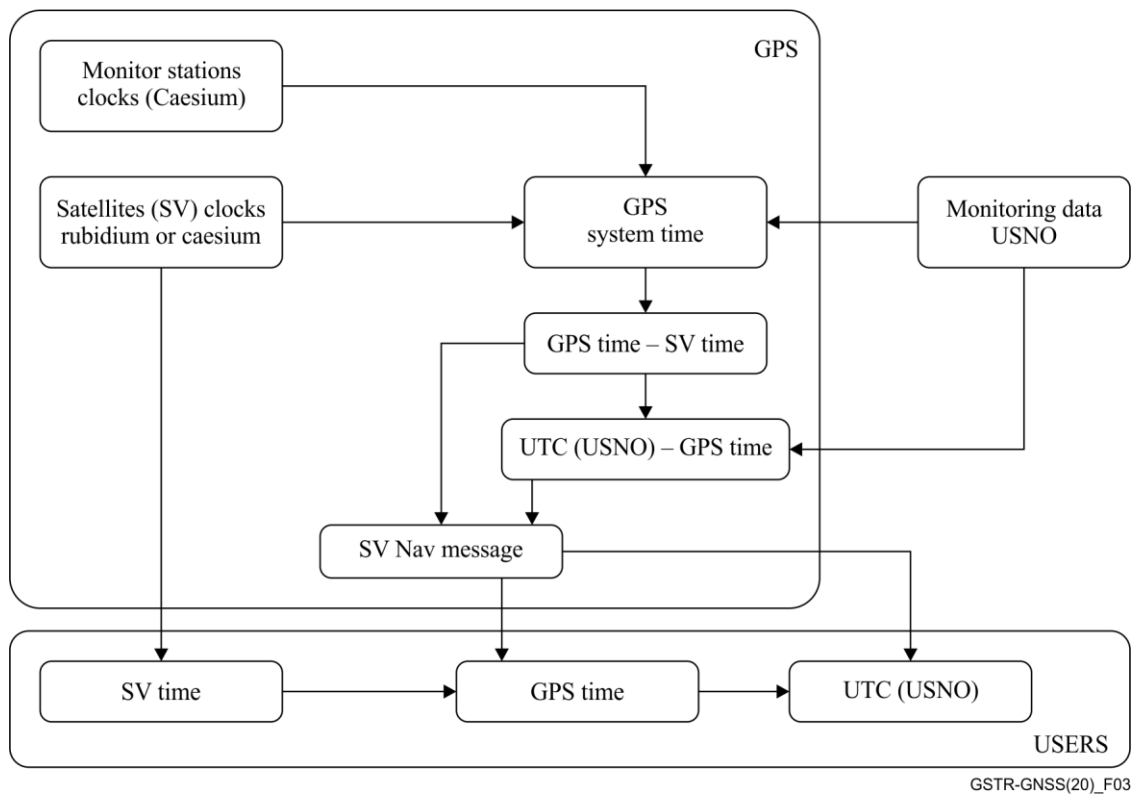 GPS
Monitor stations
clocks (Caesium)
Satellites (SV) clocks
rubidium or caesium
GPS
system time
Monitoring data
USNO
GPS time – SV time
UTC (USNO) – GPS time
SV Nav message
SV time
GPS time
UTC (USNO)
USERS
GSTR-GNSS(20)_F03